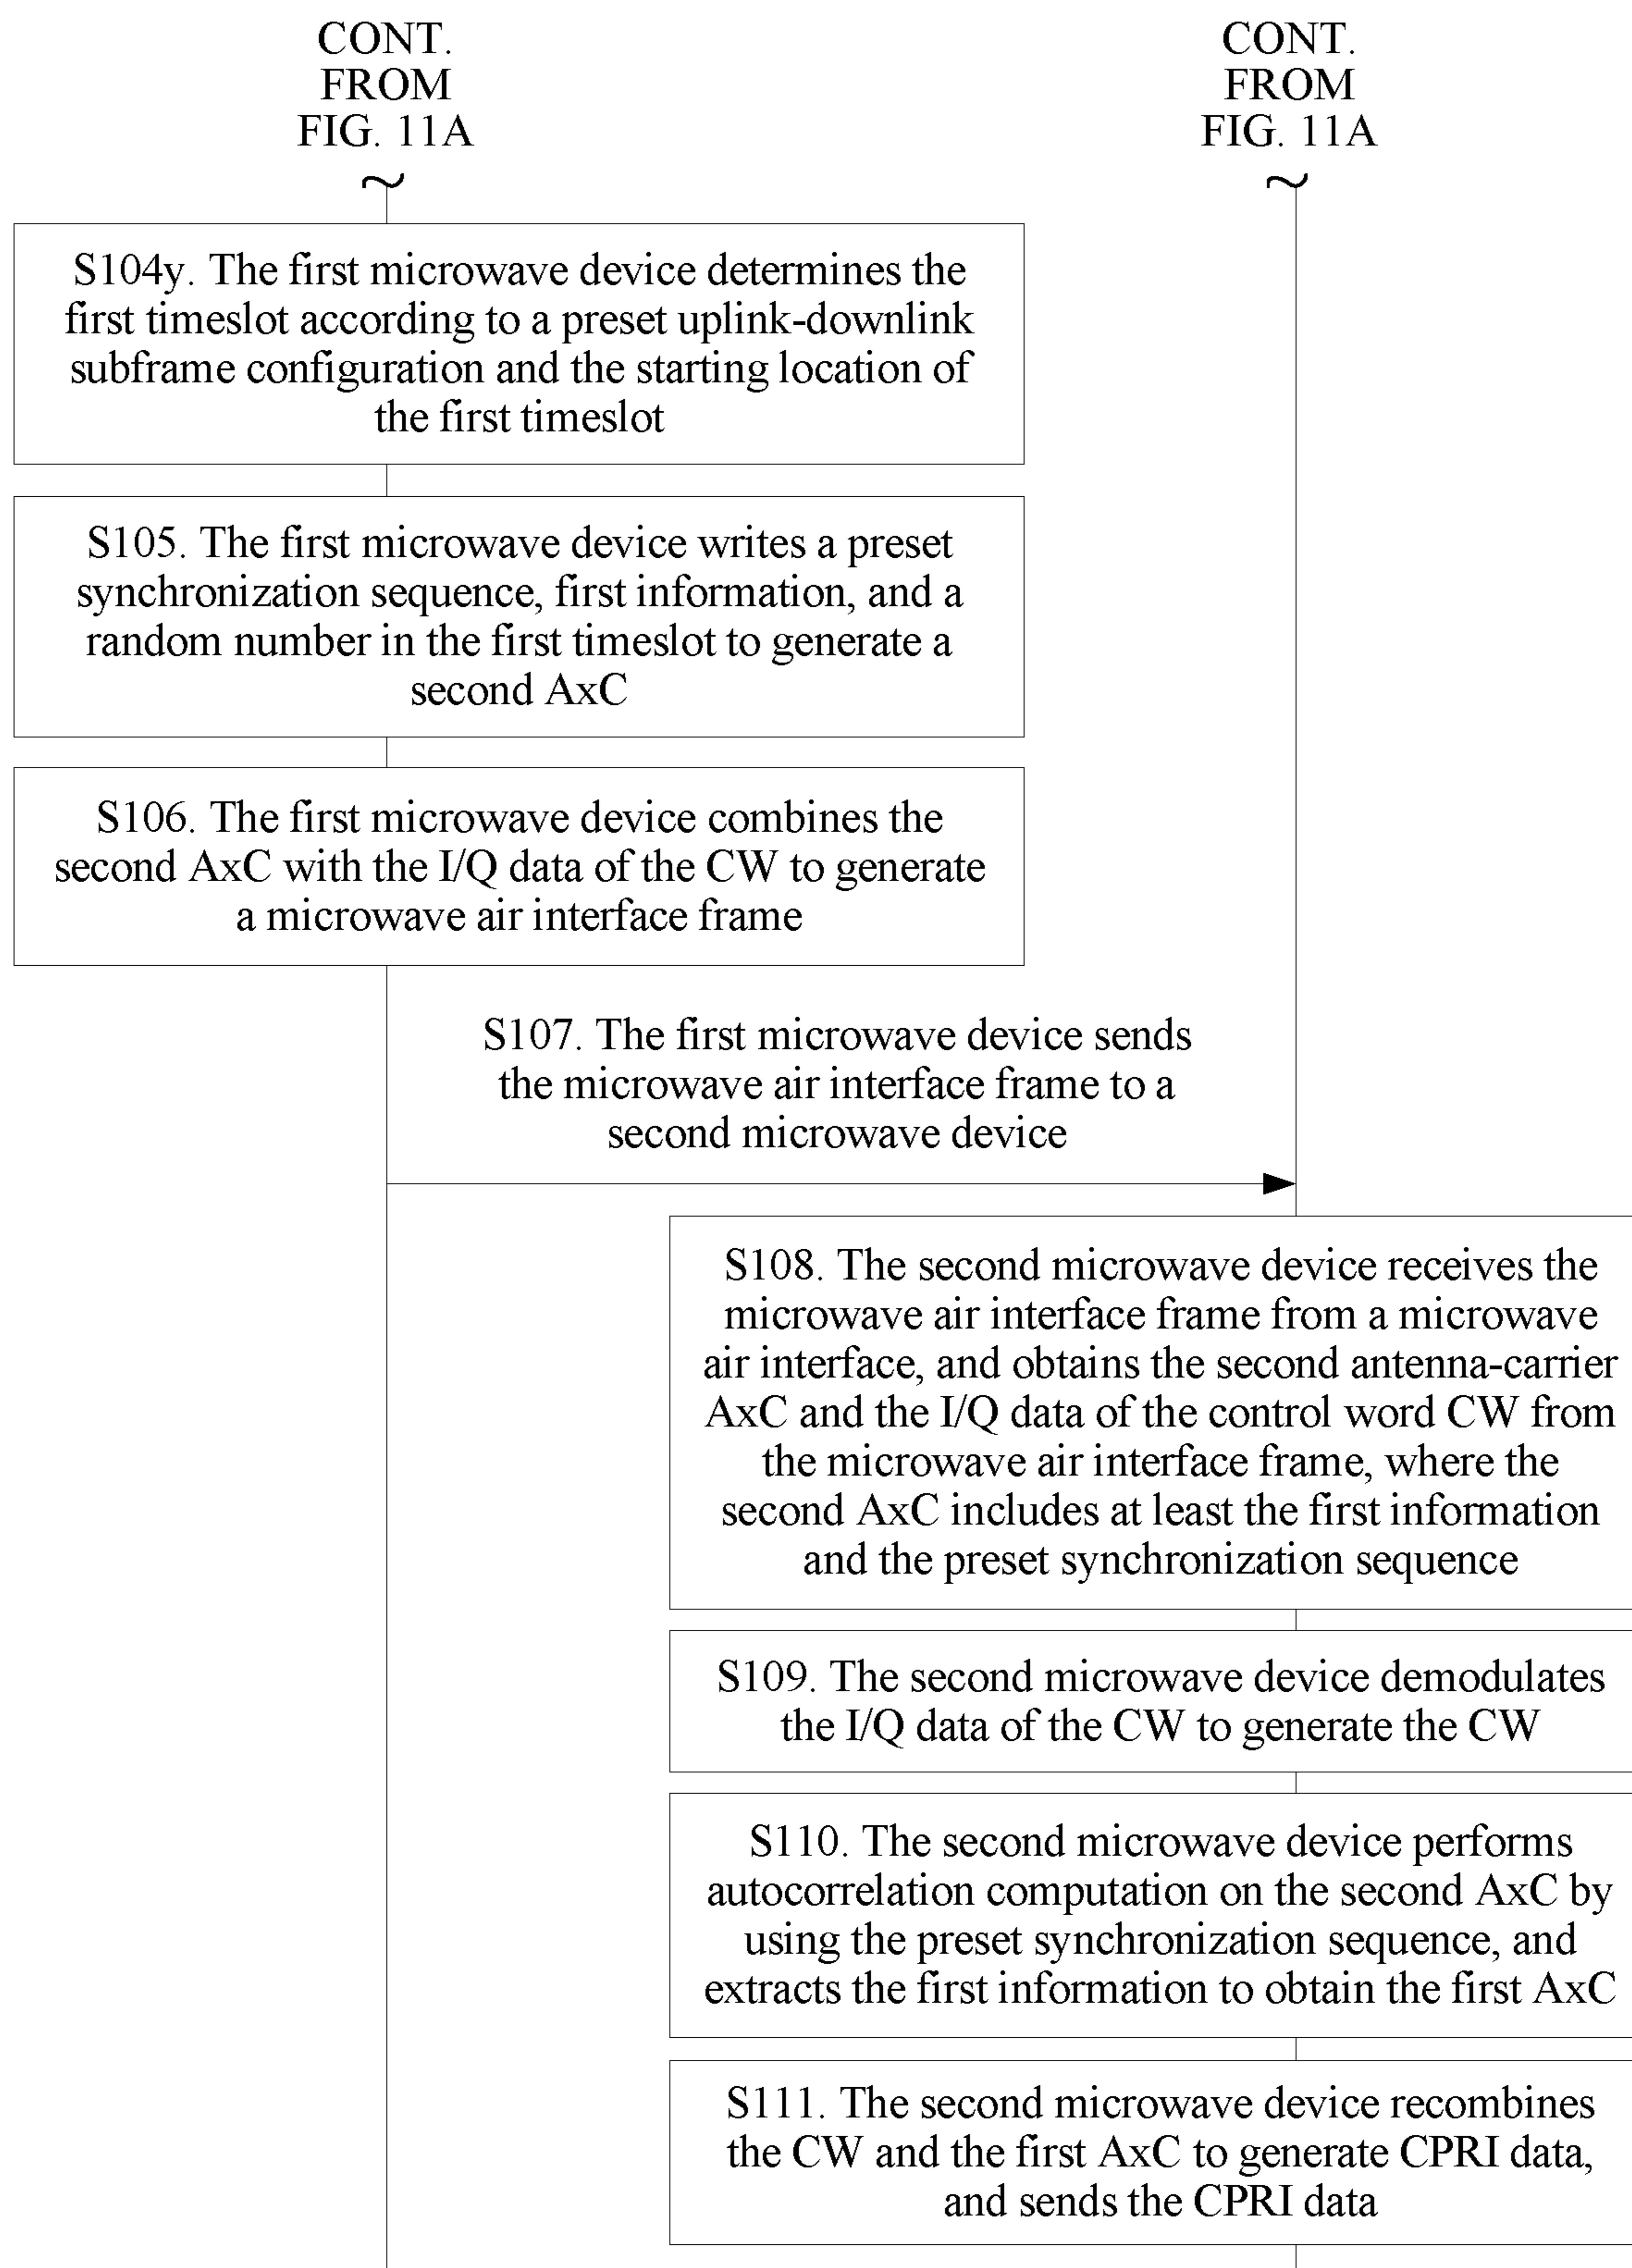 CONT.
FROM
FIG. 11A
CONT.
FROM
FIG. 11A
S104y. The first microwave device determines the
first timeslot according to a preset uplink-downlink
subframe configuration and the starting location of
the first timeslot
S105. The first microwave device writes a preset
synchronization sequence, first information, and a
random number in the first timeslot to generate a
second AxC
S106. The first microwave device combines the
second AxC with the I/Q data of the CW to generate
a microwave air interface frame
S107. The first microwave device sends
the microwave air interface frame to a
second microwave device
S108. The second microwave device receives the
microwave air interface frame from a microwave
air interface, and obtains the second antenna-carrier
AxC and the I/Q data of the control word CW from
the microwave air interface frame, where the
second AxC includes at least the first information
and the preset synchronization sequence
S109. The second microwave device demodulates
the I/Q data of the CW to generate the CW
S110. The second microwave device performs
autocorrelation computation on the second AxC by
using the preset synchronization sequence, and
extracts the first information to obtain the first AxC
S111. The second microwave device recombines
the CW and the first AxC to generate CPRI data,
and sends the CPRI data